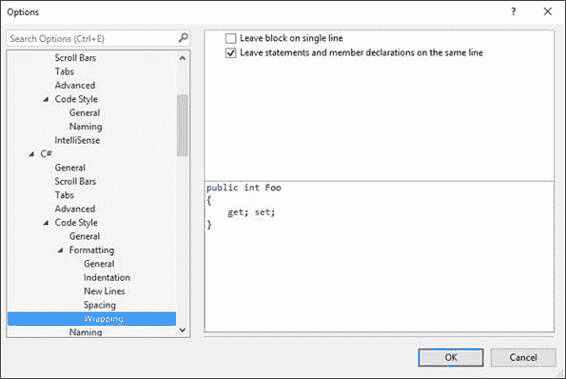 Options
Search Options (Ctrl+E)
Scroll Bars
Tabs
Advanced
Code Style
General
Naming
IntelliSense
C#
General
Scroll Bars
Tabs
Advanced
Code Style
General
Formatting
General
Indentation
New Lines
Spacing
Wrapping
Naming
Leave block on single line
Leave statements and member declarations on the same line
public int Foo
{
get; set;
}
OK
Cancel